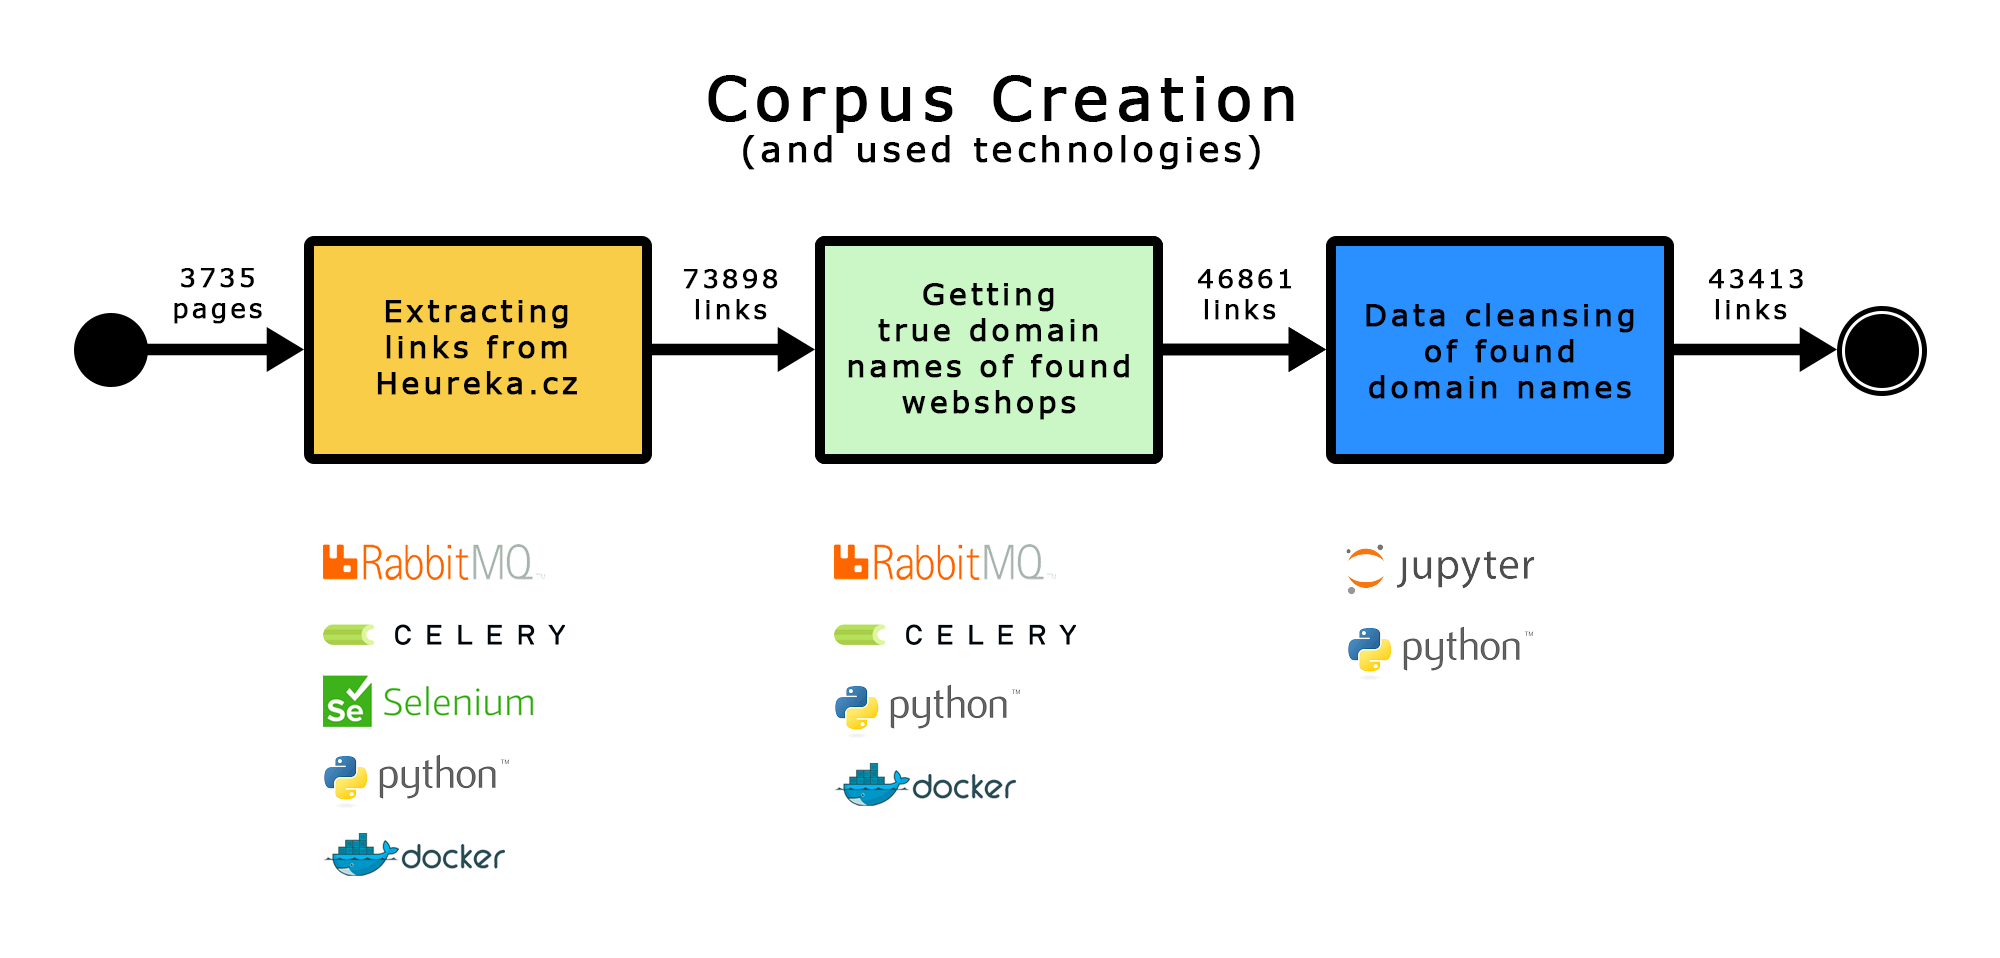 Corpus Creation
(and used technologies)
3735
pages
Extracting
links from
Heureka.cz
73898
links
Getting
true domain
names of found
webshops
46861
links
Data cleansing
of found
domain names
43413
links
RabbitMQ™
CELERY
Se Selenium
python™
docker
RabbitMQ™
CELERY
python™
docker
jupyter
python™